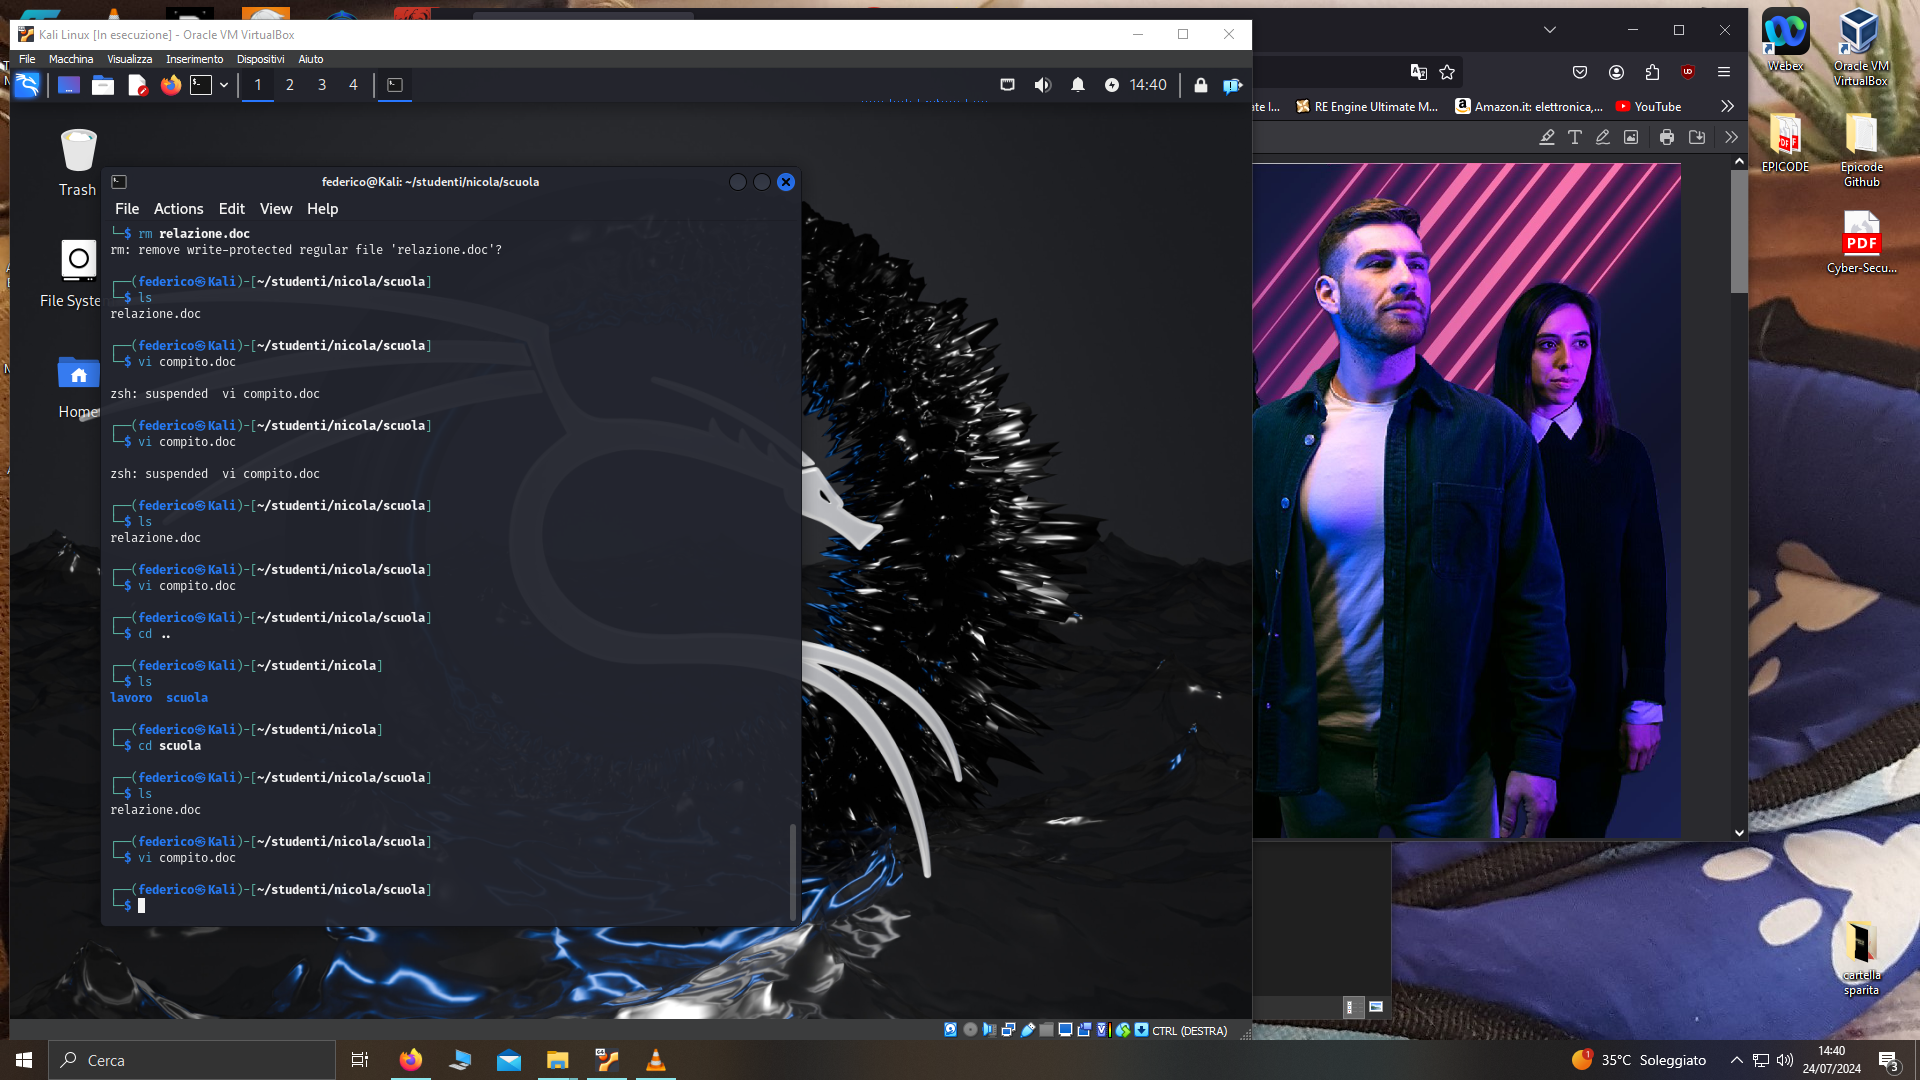 Kali Linux [In esecuzione] - Oracle VM VirtualBox
File Macchina Visualizza Inserimento Dispositivi Aiuto
1 2 3 4
14:40
Trash
File Syste
Home
federico@Kali: ~/studenti/nicola/scuola
File Actions Edit View Help
└─$ rm relazione.doc
rm: remove write-protected regular file 'relazione.doc'?
┌──(federico㉿Kali)-[~/studenti/nicola/scuola]
└─$ ls
relazione.doc
┌──(federico㉿Kali)-[~/studenti/nicola/scuola]
└─$ vi compito.doc
zsh: suspended  vi compito.doc
┌──(federico㉿Kali)-[~/studenti/nicola/scuola]
└─$ vi compito.doc
zsh: suspended  vi compito.doc
┌──(federico㉿Kali)-[~/studenti/nicola/scuola]
└─$ ls
relazione.doc
┌──(federico㉿Kali)-[~/studenti/nicola/scuola]
└─$ vi compito.doc
┌──(federico㉿Kali)-[~/studenti/nicola/scuola]
└─$ cd ..
┌──(federico㉿Kali)-[~/studenti/nicola]
└─$ ls
lavoro  scuola
┌──(federico㉿Kali)-[~/studenti/nicola]
└─$ cd scuola
┌──(federico㉿Kali)-[~/studenti/nicola/scuola]
└─$ ls
relazione.doc
┌──(federico㉿Kali)-[~/studenti/nicola/scuola]
└─$ vi compito.doc
┌──(federico㉿Kali)-[~/studenti/nicola/scuola]
└─$
CTRL (DESTRA)
ate I... RE Engine Ultimate M... Amazon.it: elettronica,... YouTube
Webex
Oracle VM
VirtualBox
EPICODE
Epicode
Github
PDF
Cyber-Secu...
cartella
sparita
Cerca
1
35°C Soleggiato
14:40
24/07/2024
3